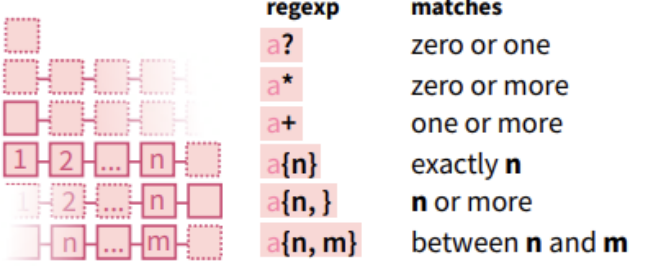 regexp matches
a? zero or one
a* zero or more
a+ one or more
1 2 ... n a{n} exactly n
1 2 ... n a{n, } n or more
n ... m a{n, m} between n and m